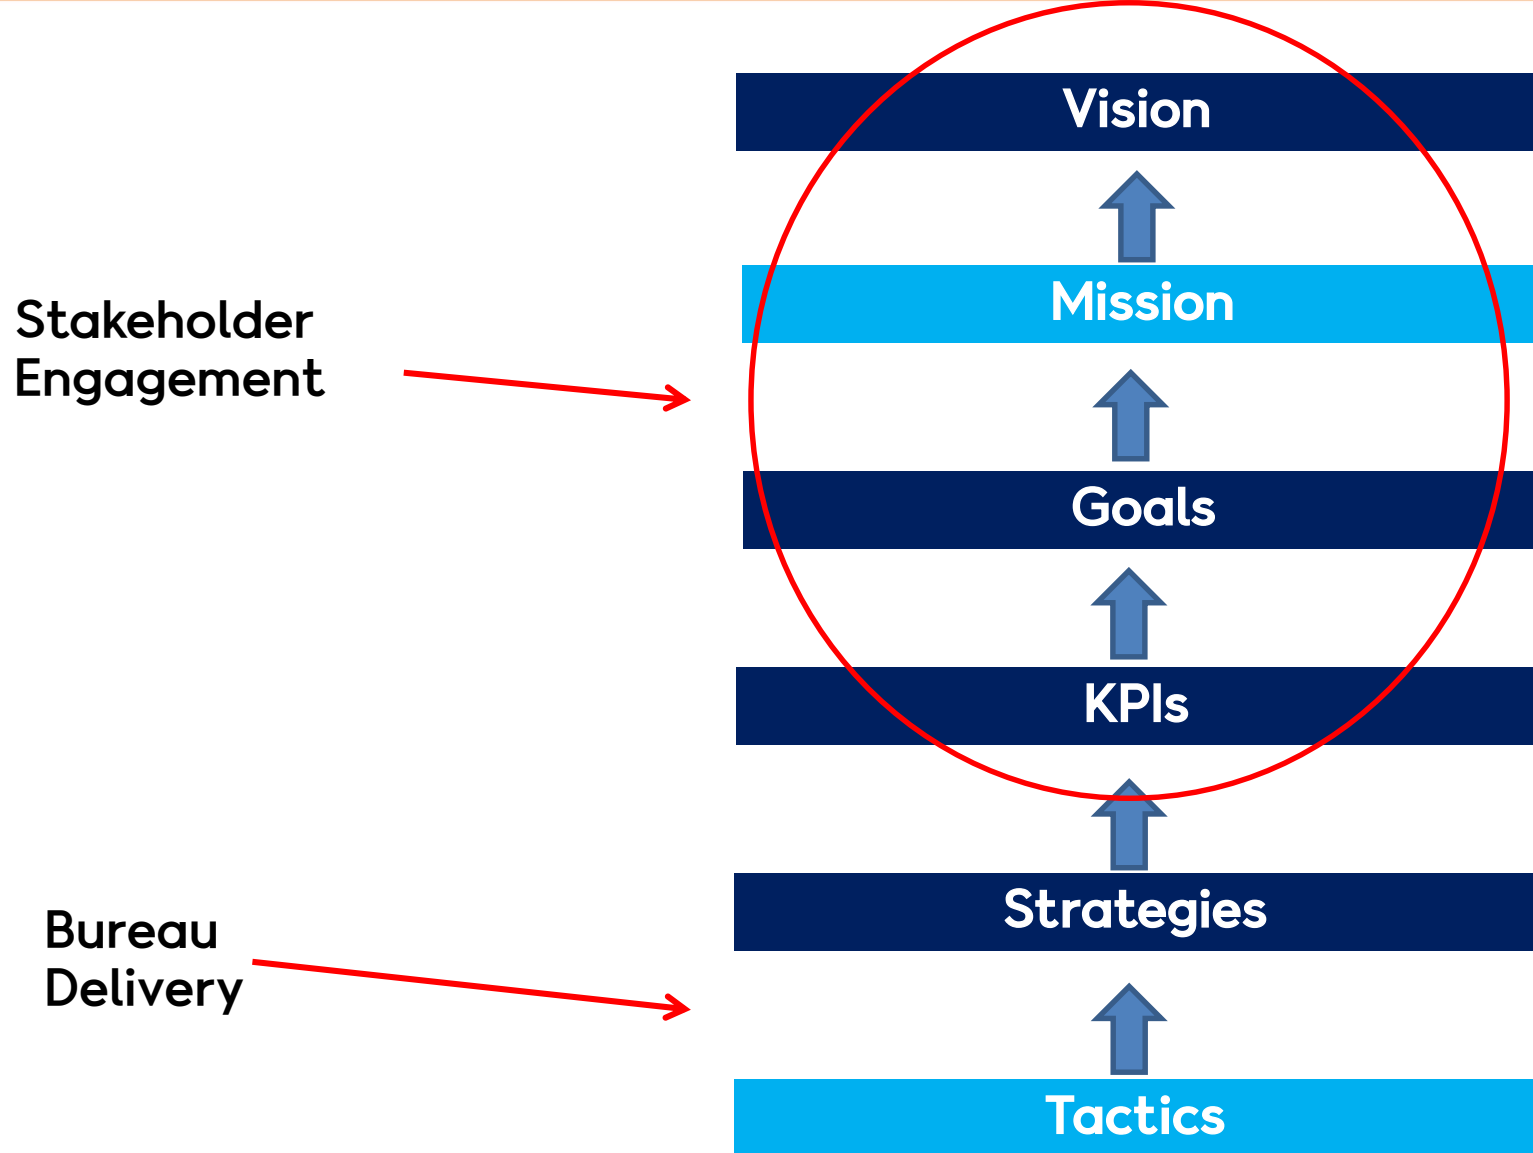 Vision
Mission
Stakeholder
Engagement
Goals
KPIs
Strategies
Bureau
Delivery
Tactics